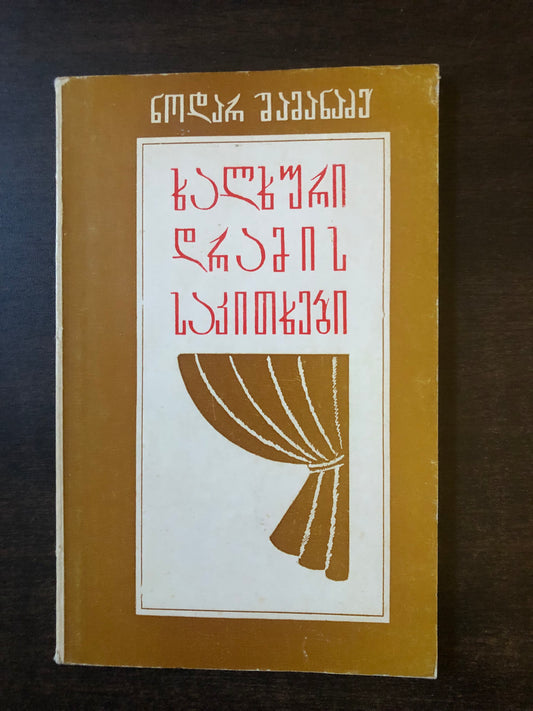 ნოდარ შამანაძე
ხალხური
დრამის
საკითხები